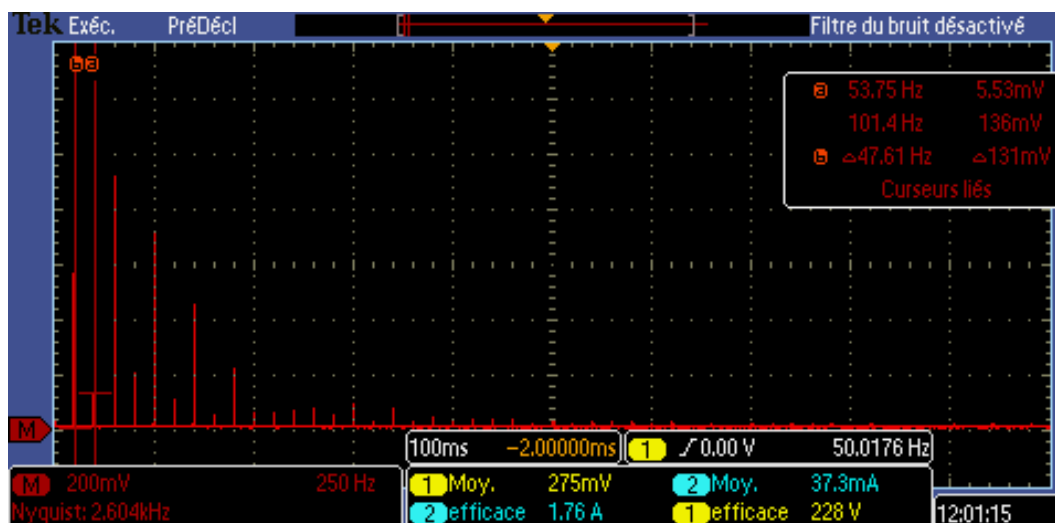 Tek Exéc. PréDécl Filtre du bruit désactivé
b a
a 53.75 Hz 5.53mV
101.4 Hz 136mV
b △47.61 Hz △131mV
Curseurs liés
M
100ms -2.00000ms 1 0.00 V 50.0176 Hz
M 200mV 250 Hz 1 Moy. 275mV 2 Moy. 37.3mA
Nyquist: 2.604kHz 2 efficace 1.76 A 1 efficace 228 V 12:01:15